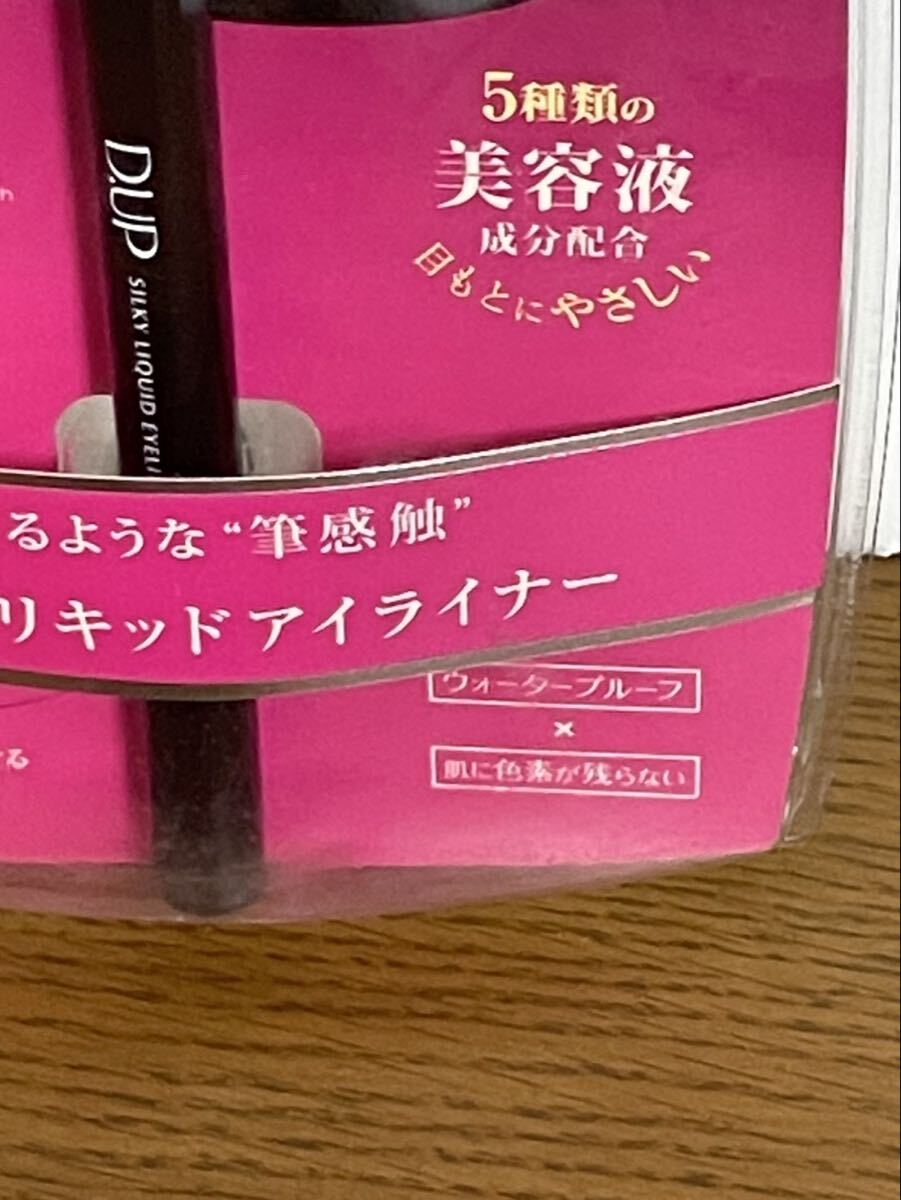 5種類の
美容液
成分配合
目もとにやさしい
D.UP
SILKY LIQUID EYELI
るような“筆感触”
リキッド アイライナー
ウォータープルーフ
×
肌に色素が残らない
る